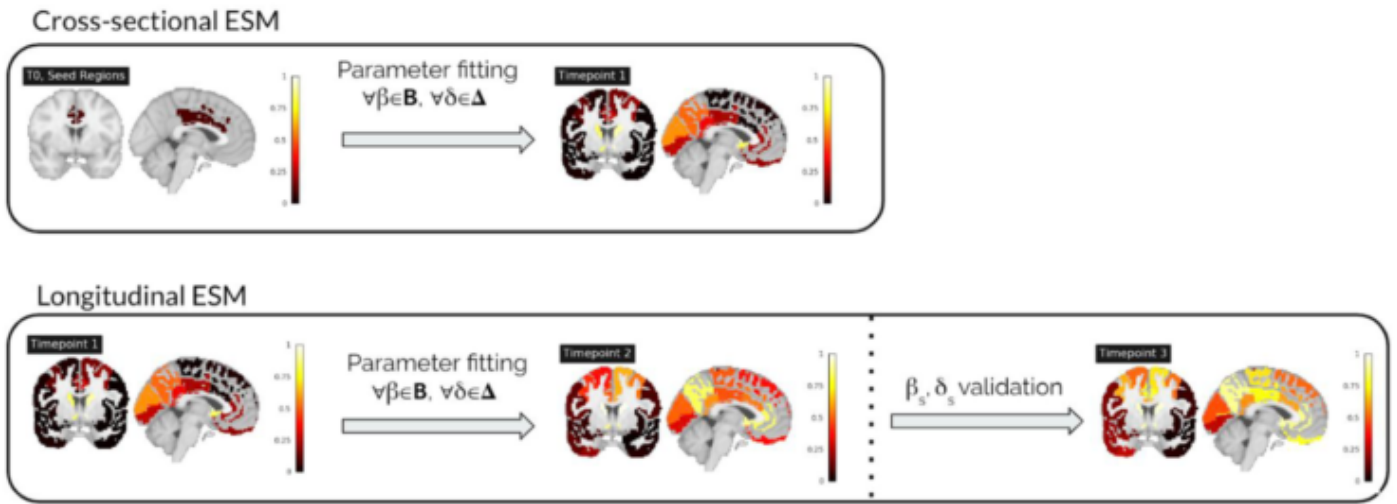 Cross-sectional ESM
T0, Seed Regions
1
0.75
0.5
0.25
0
Parameter fitting
∀β∈B, ∀δ∈Δ
Timepoint 1
1
0.75
0.5
0.25
0
Longitudinal ESM
Timepoint 1
1
0.75
0.5
0.25
0
Parameter fitting
∀β∈B, ∀δ∈Δ
Timepoint 2
1
0.75
0.5
0.25
0
βs, δs validation
Timepoint 3
1
0.75
0.5
0.25
0